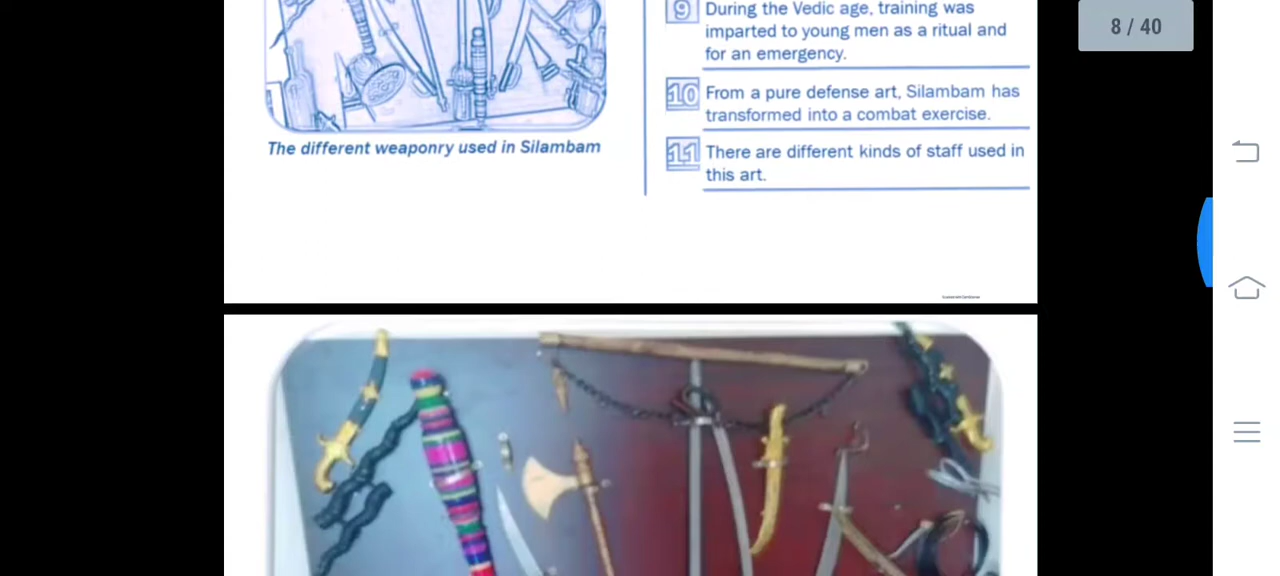 8 / 40
9 During the Vedic age, training was
imparted to young men as a ritual and
for an emergency.
10 From a pure defense art, Silambam has
transformed into a combat exercise.
11 There are different kinds of staff used in
this art.
The different weaponry used in Silambam